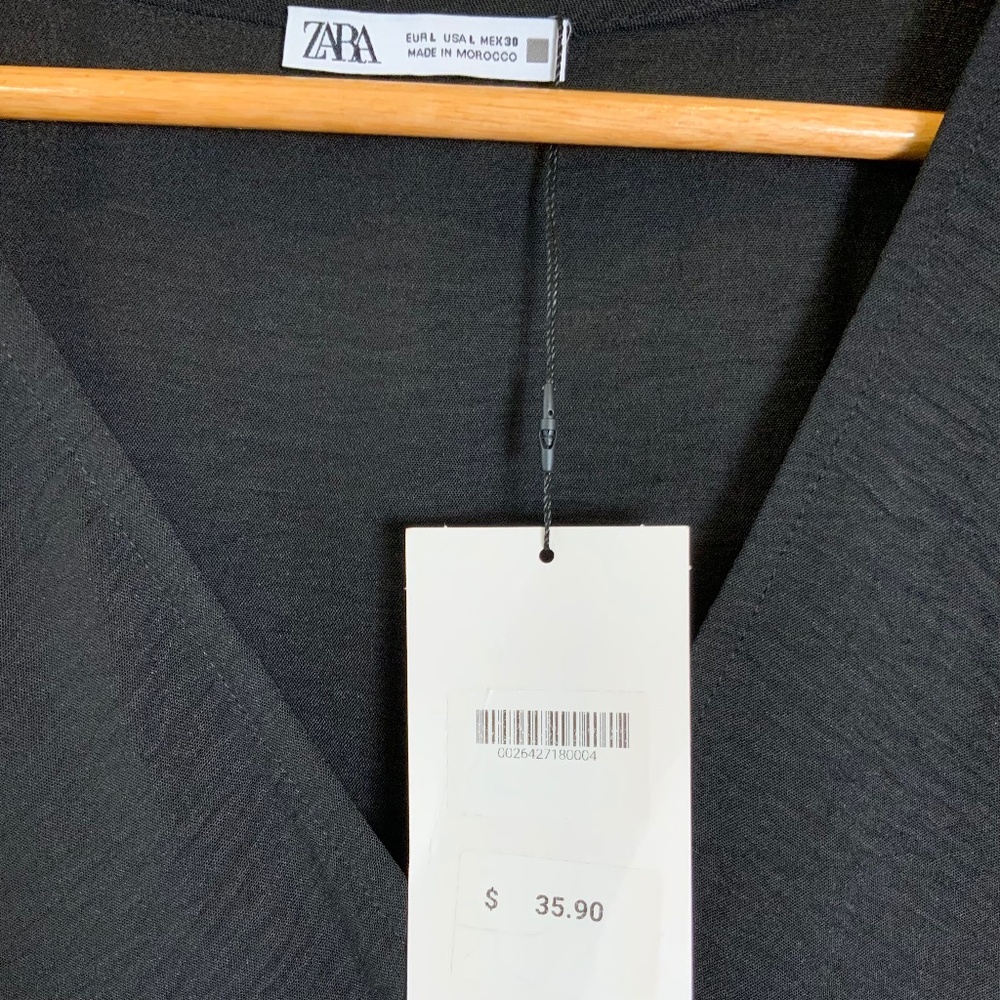 ZARA
EUR L USA L MEX 30
MADE IN MOROCCO
0026427180004
$ 35.90